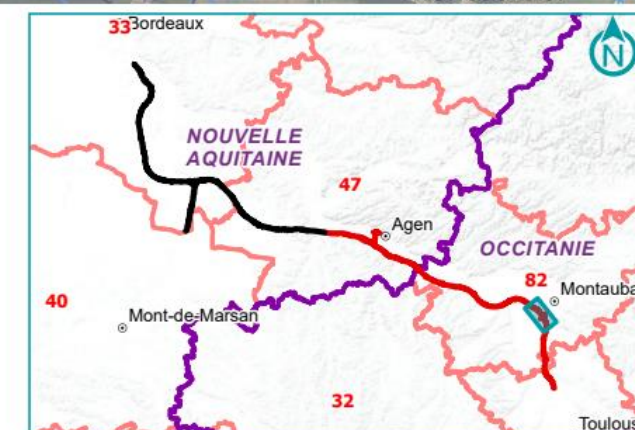 33
Bordeaux
N
NOUVELLE
AQUITAINE
47
Agen
OCCITANIE
82
Montauba
40
Mont-de-Marsan
32
Toulous